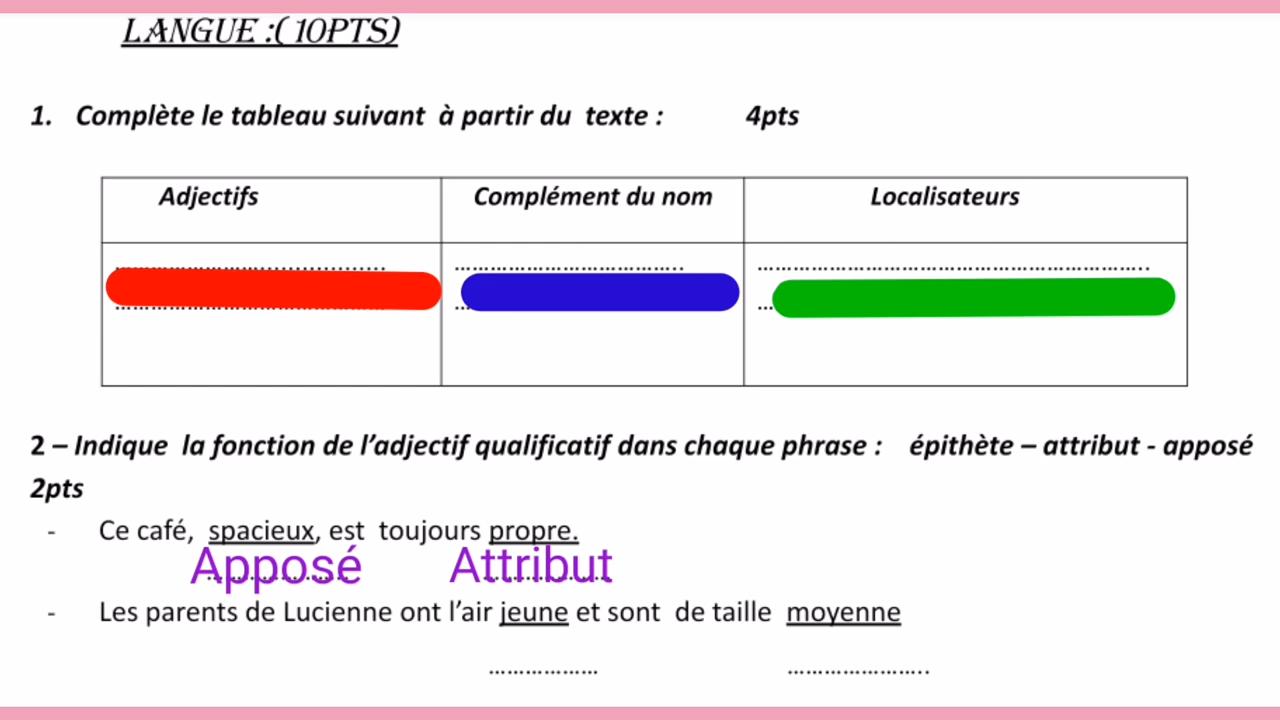 LANGUE :( 10PTS)
1. Complète le tableau suivant à partir du texte : 4pts
Adjectifs Complément du nom Localisateurs
2 – Indique la fonction de l’adjectif qualificatif dans chaque phrase : épithète – attribut - apposé
2pts
- Ce café, spacieux, est toujours propre.
Apposé Attribut
- Les parents de Lucienne ont l’air jeune et sont de taille moyenne
……………… …………………..